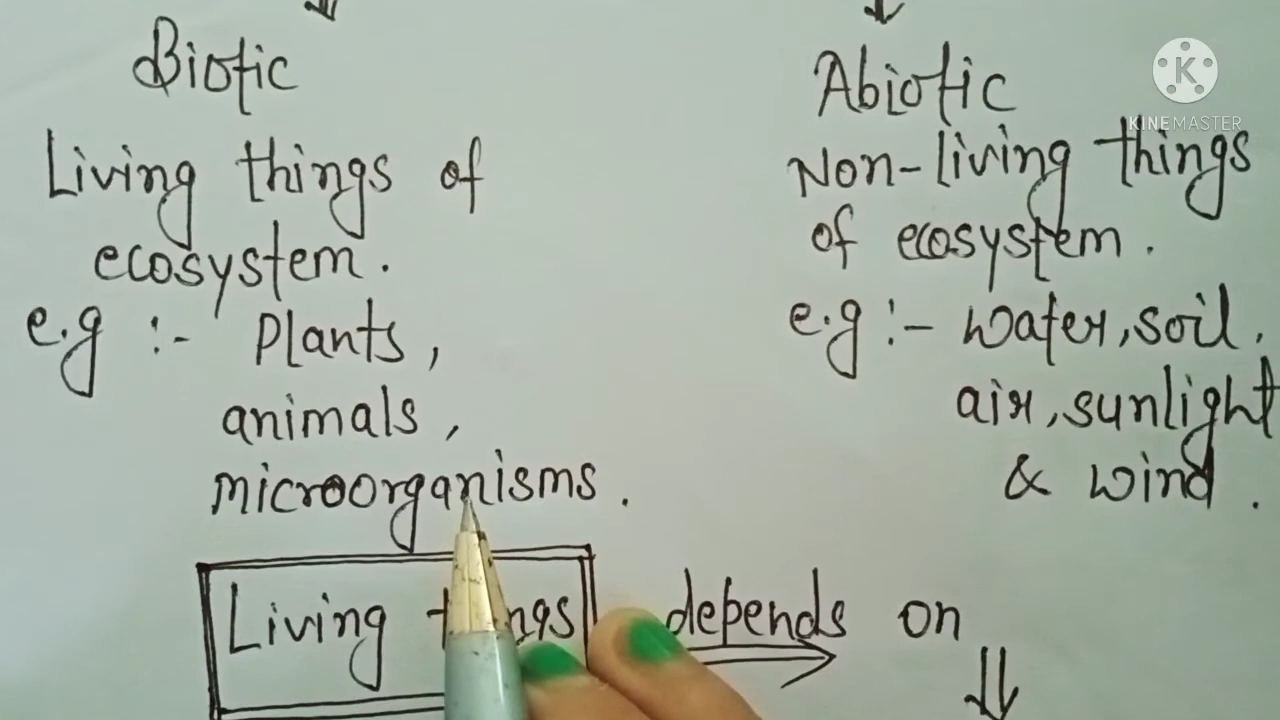 Biotic
Living things of
ecosystem.
e.g :- Plants,
animals,
microorganisms.
Abiotic
Non-living things
of ecosystem.
e.g :- Water, soil,
air, sunlight
& wind.
Living things depends on
K
KINEMASTER